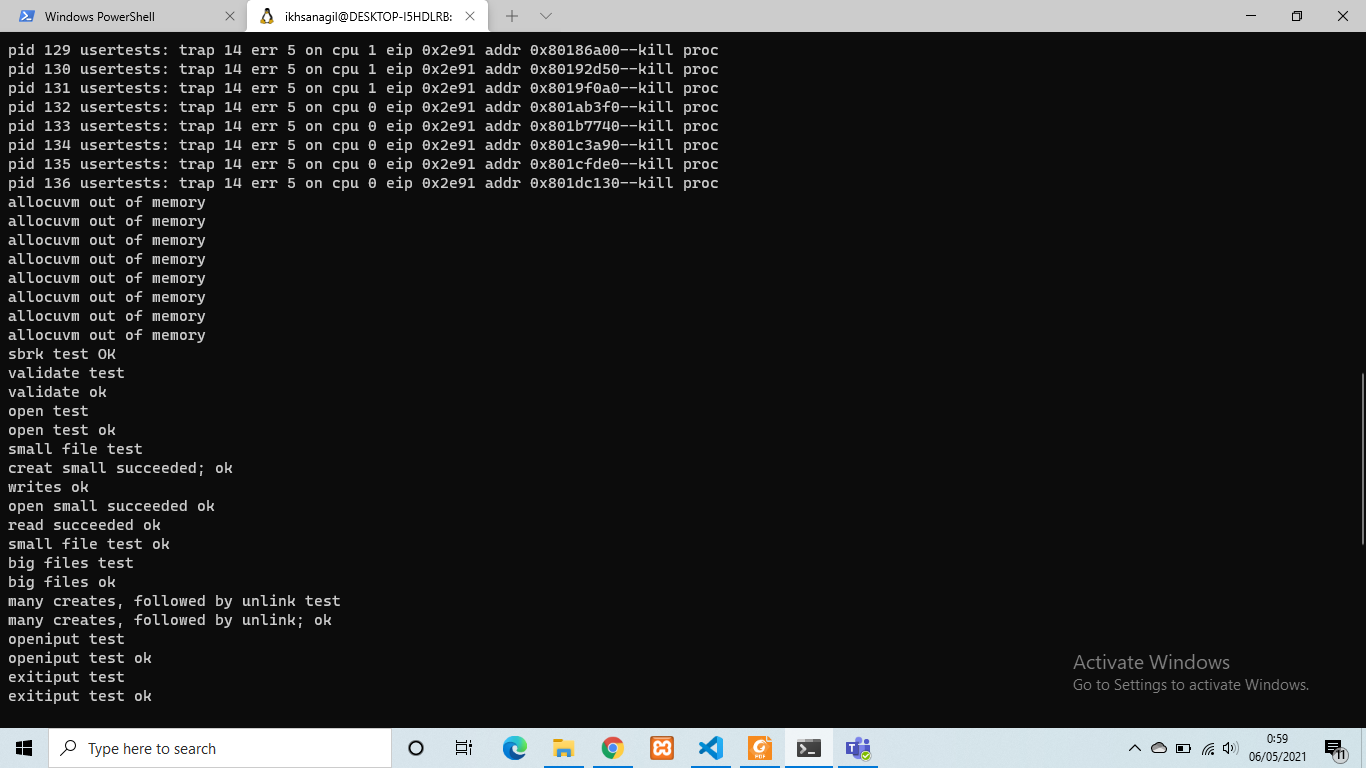 Windows PowerShell
ikhsanagil@DESKTOP-I5HDLRB:
pid 129 usertests: trap 14 err 5 on cpu 1 eip 0x2e91 addr 0x80186a00--kill proc
pid 130 usertests: trap 14 err 5 on cpu 1 eip 0x2e91 addr 0x80192d50--kill proc
pid 131 usertests: trap 14 err 5 on cpu 1 eip 0x2e91 addr 0x8019f0a0--kill proc
pid 132 usertests: trap 14 err 5 on cpu 0 eip 0x2e91 addr 0x801ab3f0--kill proc
pid 133 usertests: trap 14 err 5 on cpu 0 eip 0x2e91 addr 0x801b7740--kill proc
pid 134 usertests: trap 14 err 5 on cpu 0 eip 0x2e91 addr 0x801c3a90--kill proc
pid 135 usertests: trap 14 err 5 on cpu 0 eip 0x2e91 addr 0x801cfde0--kill proc
pid 136 usertests: trap 14 err 5 on cpu 0 eip 0x2e91 addr 0x801dc130--kill proc
allocuvm out of memory
allocuvm out of memory
allocuvm out of memory
allocuvm out of memory
allocuvm out of memory
allocuvm out of memory
allocuvm out of memory
allocuvm out of memory
sbrk test OK
validate test
validate ok
open test
open test ok
small file test
creat small succeeded; ok
writes ok
open small succeeded ok
read succeeded ok
small file test ok
big files test
big files ok
many creates, followed by unlink test
many creates, followed by unlink; ok
openiput test
openiput test ok
exitiput test
exitiput test ok
Activate Windows
Go to Settings to activate Windows.
Type here to search
PDF
0:59
06/05/2021
11